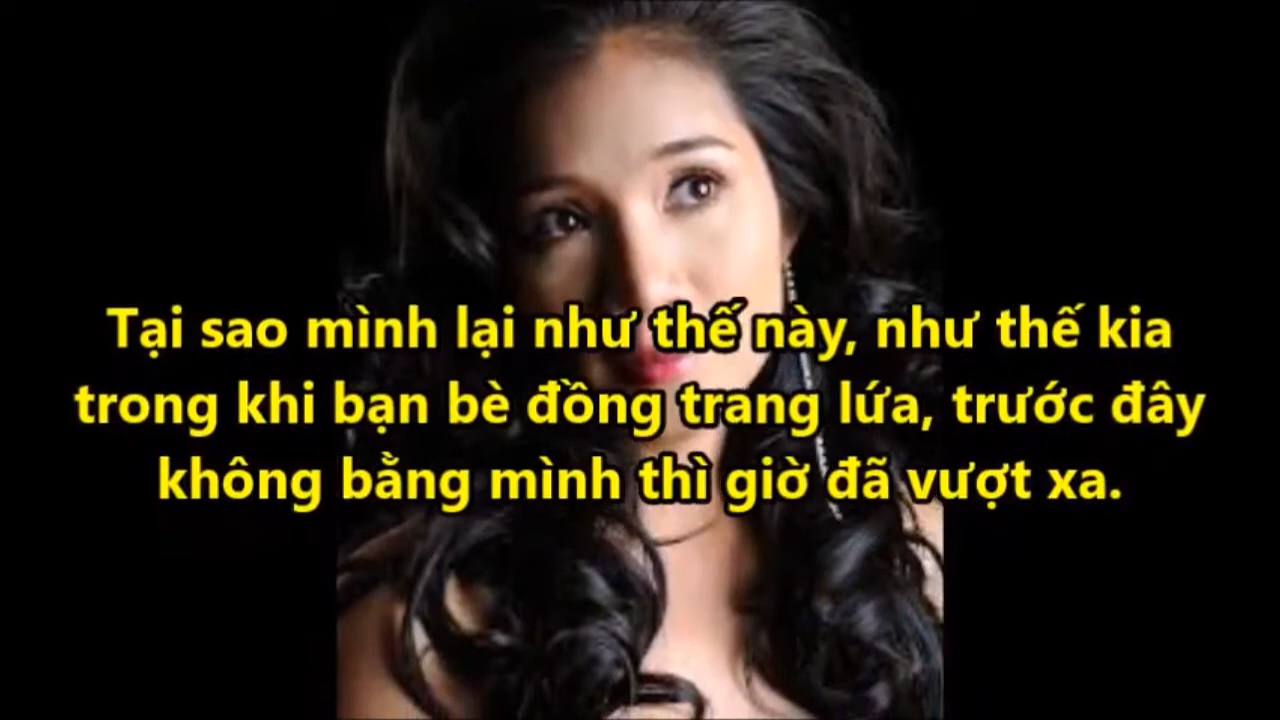 Tại sao mình lại như thế này, như thế kia
trong khi bạn bè đồng trang lứa, trước đây
không bằng mình thì giờ đã vượt xa.